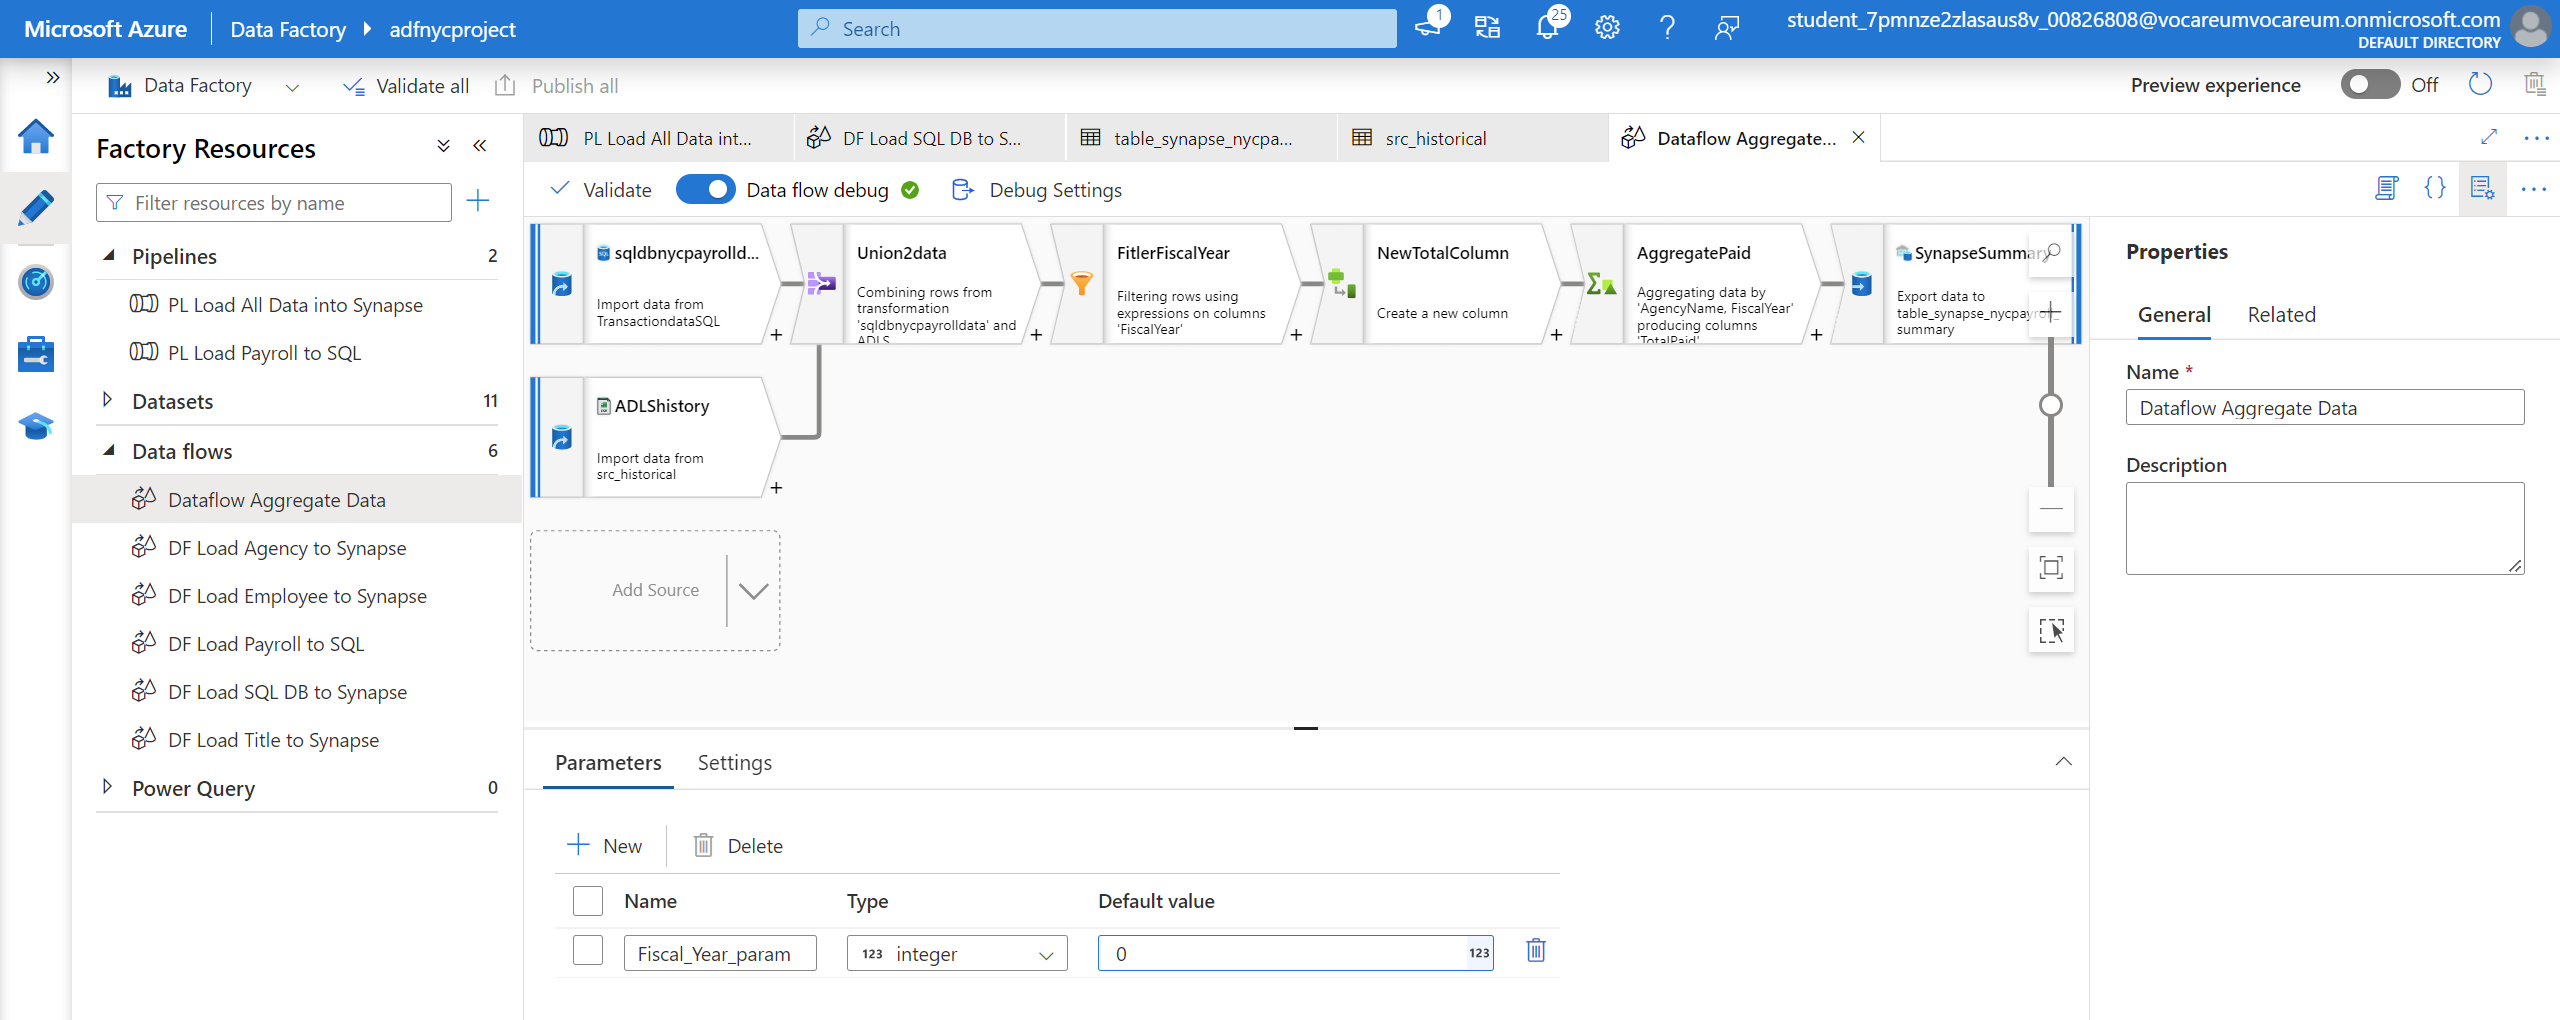 Microsoft Azure
Data Factory
adfnycproject
Search
1
25
student_7pmnze2zlasaus8v_00826808@vocareumvocareum.onmicrosoft.com
DEFAULT DIRECTORY
Data Factory
Validate all
Publish all
Preview experience
Off
Factory Resources
Filter resources by name
Pipelines
2
PL Load All Data into Synapse
PL Load Payroll to SQL
Datasets
11
Data flows
6
Dataflow Aggregate Data
DF Load Agency to Synapse
DF Load Employee to Synapse
DF Load Payroll to SQL
DF Load SQL DB to Synapse
DF Load Title to Synapse
Power Query
0
PL Load All Data int...
DF Load SQL DB to S...
table_synapse_nycpa...
src_historical
Dataflow Aggregate...
Validate
Data flow debug
Debug Settings
sqldbnycpayrolld...
Import data from
TransactiondataSQL
Union2data
Combining rows from
transformation
'sqldbnycpayrolldata' and
ADLS
FitlerFiscalYear
Filtering rows using
expressions on columns
'FiscalYear'
NewTotalColumn
Create a new column
AggregatePaid
Aggregating data by
'AgencyName, FiscalYear'
producing columns
'TotalPaid'
SynapseSummary
Export data to
table_synapse_nycpayroll_
summary
ADLShistory
Import data from
src_historical
Add Source
Parameters
Settings
New
Delete
Name
Type
Default value
Fiscal_Year_param
123
integer
0
123
Properties
General
Related
Name *
Dataflow Aggregate Data
Description